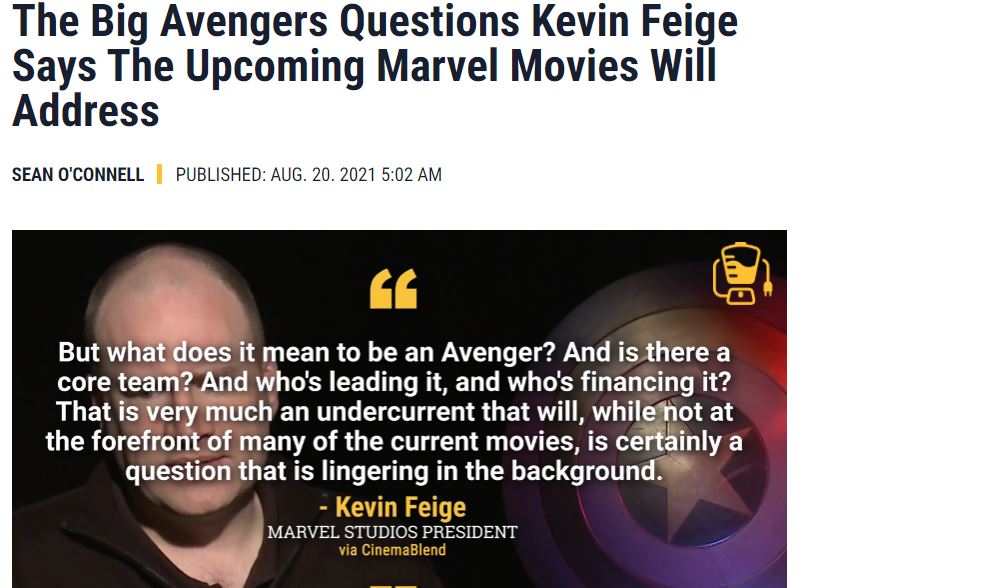 The Big Avengers Questions Kevin Feige
Says The Upcoming Marvel Movies Will
Address
SEAN O'CONNELL
PUBLISHED: AUG. 20. 2021 5:02 AM
“
But what does it mean to be an Avenger? And is there a
core team? And who's leading it, and who's financing it?
That is very much an undercurrent that will, while not at
the forefront of many of the current movies, is certainly a
question that is lingering in the background.
- Kevin Feige
MARVEL STUDIOS PRESIDENT
via CinemaBlend